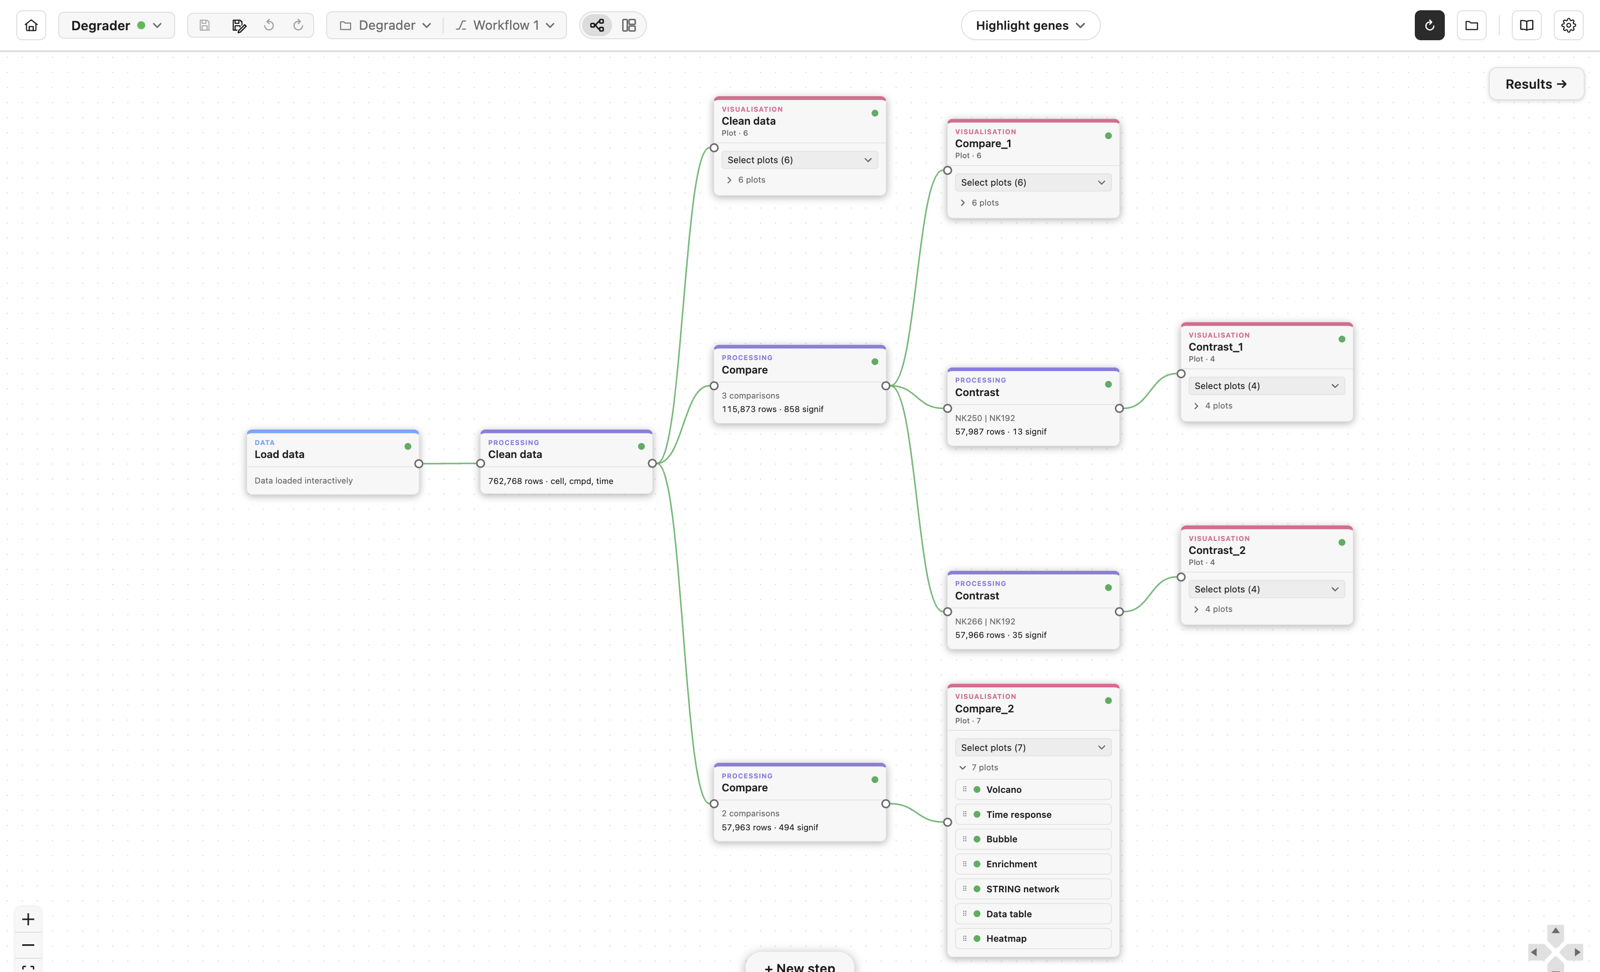 Degrader
Degrader
Workflow 1
Highlight genes
Results →
VISUALISATION
Clean data
Plot · 6
Select plots (6)
6 plots
VISUALISATION
Compare_1
Plot · 6
Select plots (6)
6 plots
PROCESSING
Compare
3 comparisons
115,873 rows · 858 signif
PROCESSING
Contrast
NK250 | NK192
57,987 rows · 13 signif
VISUALISATION
Contrast_1
Plot · 4
Select plots (4)
4 plots
DATA
Load data
Data loaded interactively
PROCESSING
Clean data
762,768 rows · cell, cmpd, time
PROCESSING
Contrast
NK266 | NK192
57,966 rows · 35 signif
VISUALISATION
Contrast_2
Plot · 4
Select plots (4)
4 plots
PROCESSING
Compare
2 comparisons
57,963 rows · 494 signif
VISUALISATION
Compare_2
Plot · 7
Select plots (7)
7 plots
Volcano
Time response
Bubble
Enrichment
STRING network
Data table
Heatmap
+ New step